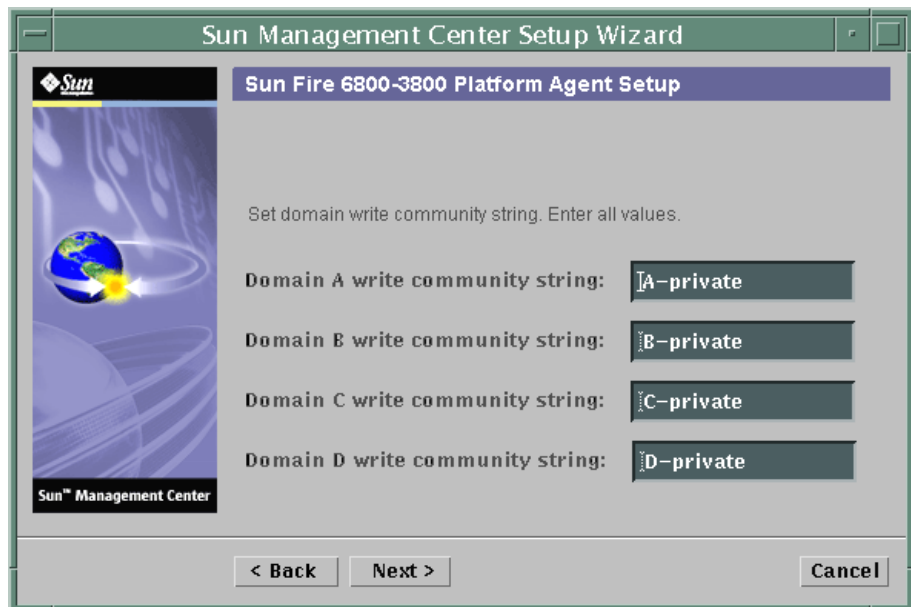 Sun Management Center Setup Wizard
Sun
Sun Fire 6800-3800 Platform Agent Setup
Set domain write community string. Enter all values.
Domain A write community string: A-private
Domain B write community string: B-private
Domain C write community string: C-private
Domain D write community string: D-private
Sun™ Management Center
< Back Next > Cancel